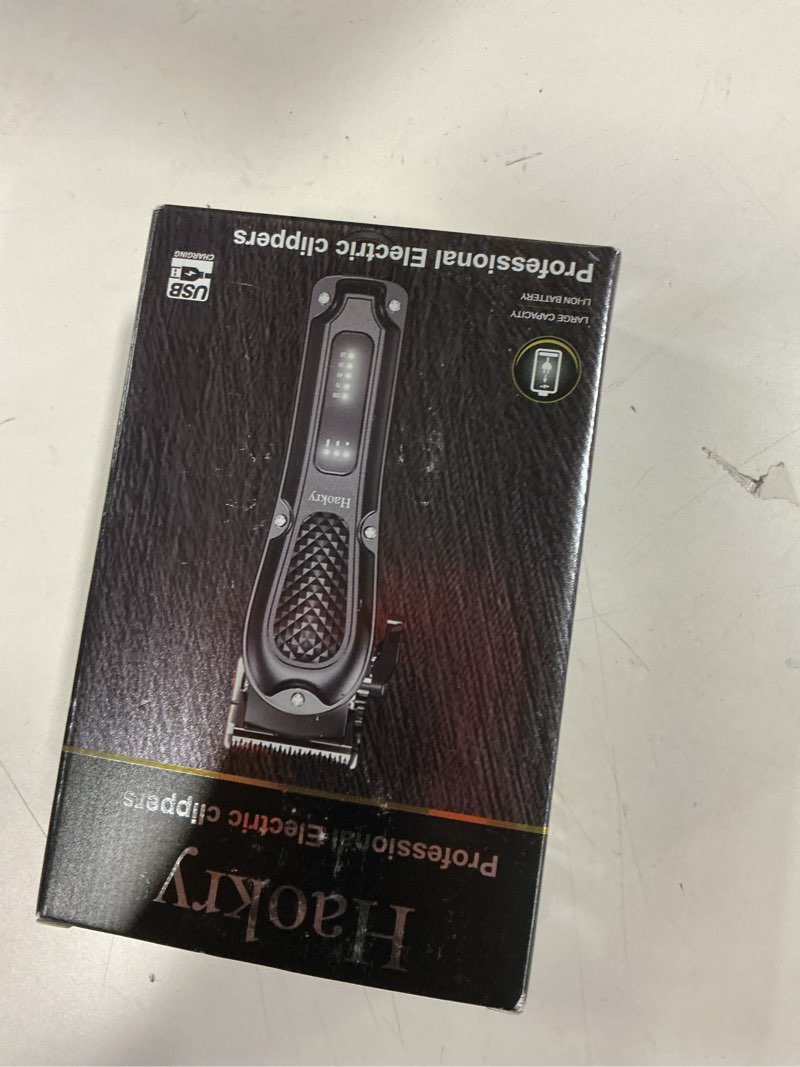 Haokry
Professional Electric clippers
Haokry
LARGE CAPACITY
LI-ION BATTERY
USB
CHARGING
Professional Electric clippers